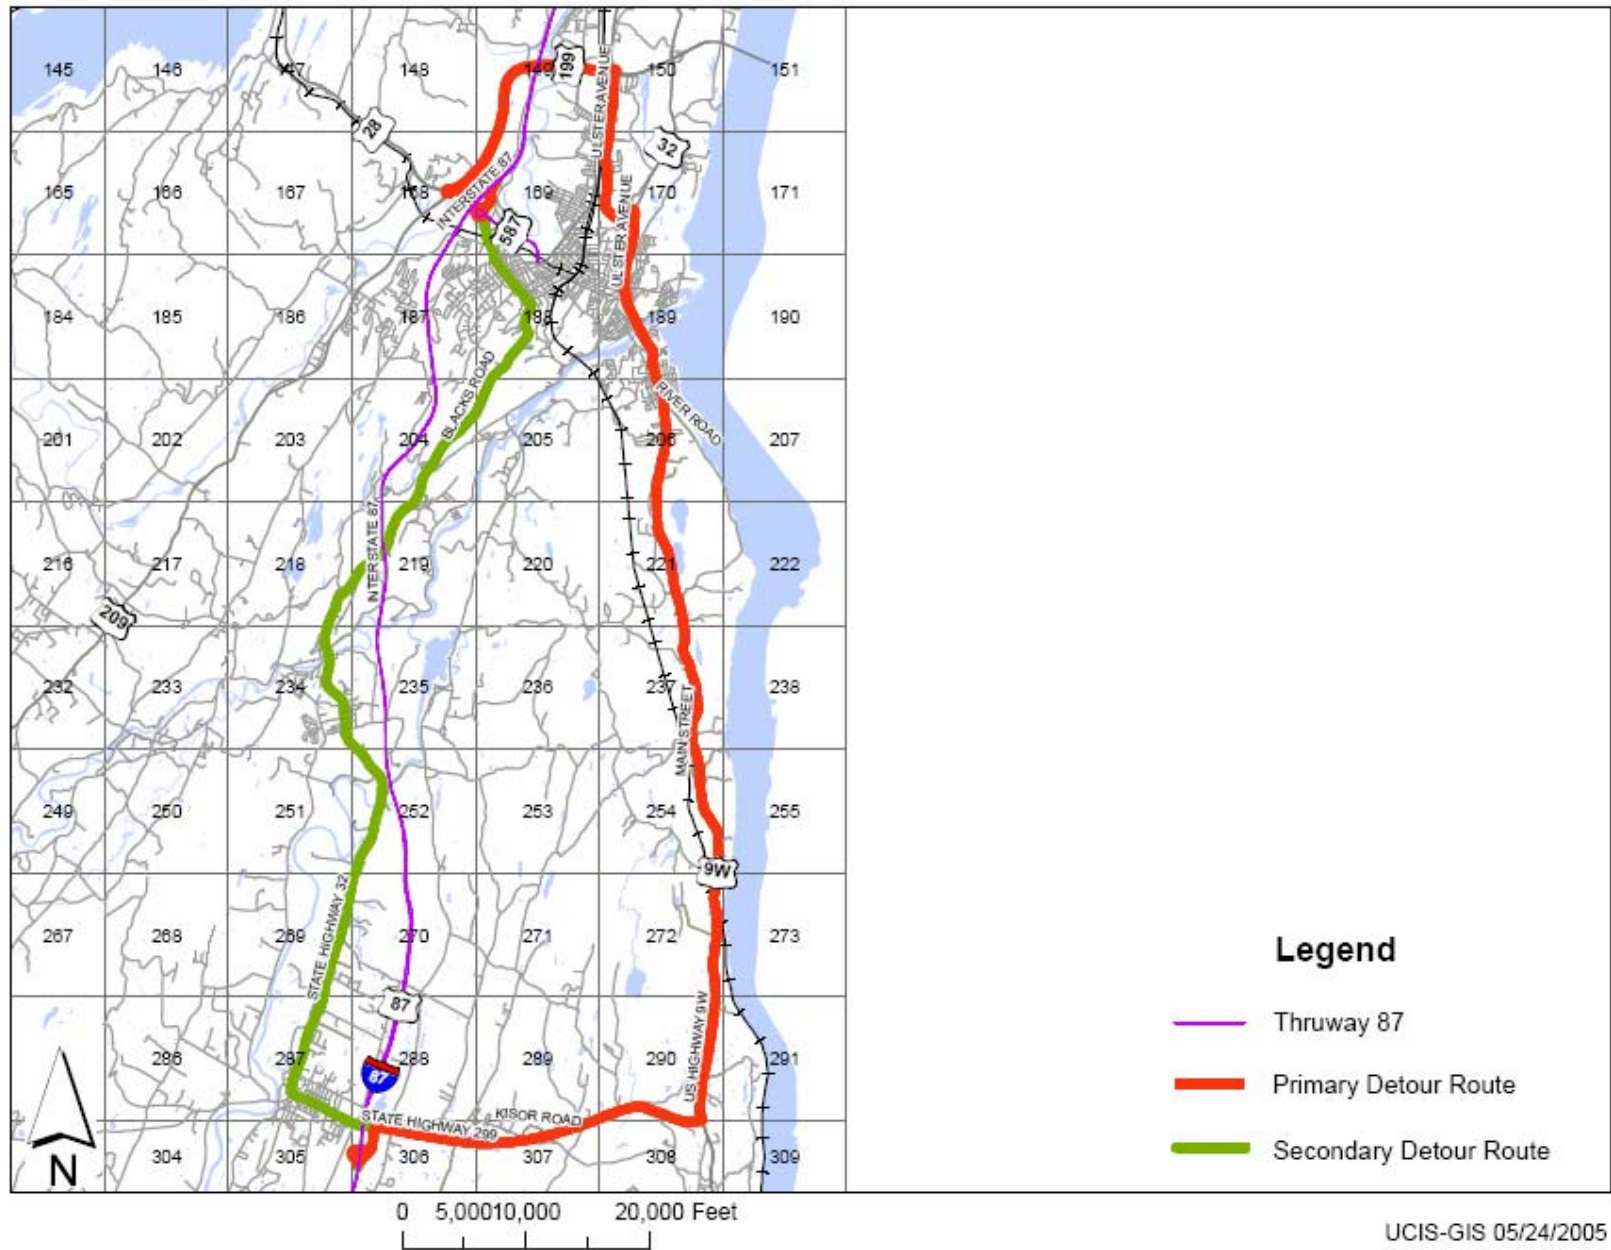 199
145 146 147 148 149 150 151
ULSTER AVENUE
28
32
INTERSTATE 87
165 166 167 168 169 170 171
587
ULSTER AVENUE
184 185 186 187 189 190
BLACKS ROAD
RIVER ROAD
201 202 203 204 205 206 207
INTERSTATE 87
216 217 218 219 220 221 222
209
232 233 234 235 236 237 238
MAIN STREET
249 250 251 252 253 254 255
9W
STATE HIGHWAY 32
267 268 269 270 271 272 273
87
US HIGHWAY 9W
286 287 288 289 290 291
87
STATE HIGHWAY 299
KISOR ROAD
304 305 306 307 308 309
N
Legend
Thruway 87
Primary Detour Route
Secondary Detour Route
0 5,000 10,000 20,000 Feet
UCIS-GIS 05/24/2005